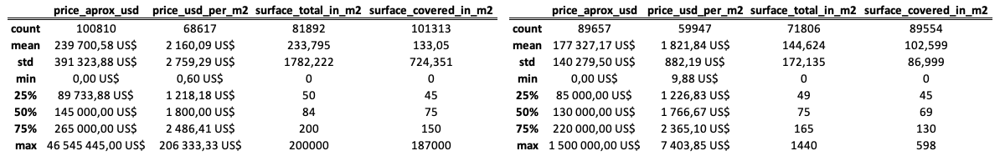 price_aprox_usd price_usd_per_m2 surface_total_in_m2 surface_covered_in_m2
count 100810 68617 81892 101313
mean 239 700,58 US$ 2 160,09 US$ 233,795 133,05
std 391 323,88 US$ 2 759,29 US$ 1782,222 724,351
min 0,00 US$ 0,60 US$ 0 0
25% 89 733,88 US$ 1 218,18 US$ 50 45
50% 145 000,00 US$ 1 800,00 US$ 84 75
75% 265 000,00 US$ 2 486,41 US$ 200 150
max 46 545 445,00 US$ 206 333,33 US$ 200000 187000
price_aprox_usd price_usd_per_m2 surface_total_in_m2 surface_covered_in_m2
count 89657 59947 71806 89554
mean 177 327,17 US$ 1 821,84 US$ 144,624 102,599
std 140 279,50 US$ 882,19 US$ 172,135 86,999
min 0,00 US$ 9,88 US$ 0 0
25% 85 000,00 US$ 1 226,83 US$ 49 45
50% 130 000,00 US$ 1 766,67 US$ 75 69
75% 220 000,00 US$ 2 365,10 US$ 165 130
max 1 500 000,00 US$ 7 403,85 US$ 1440 598